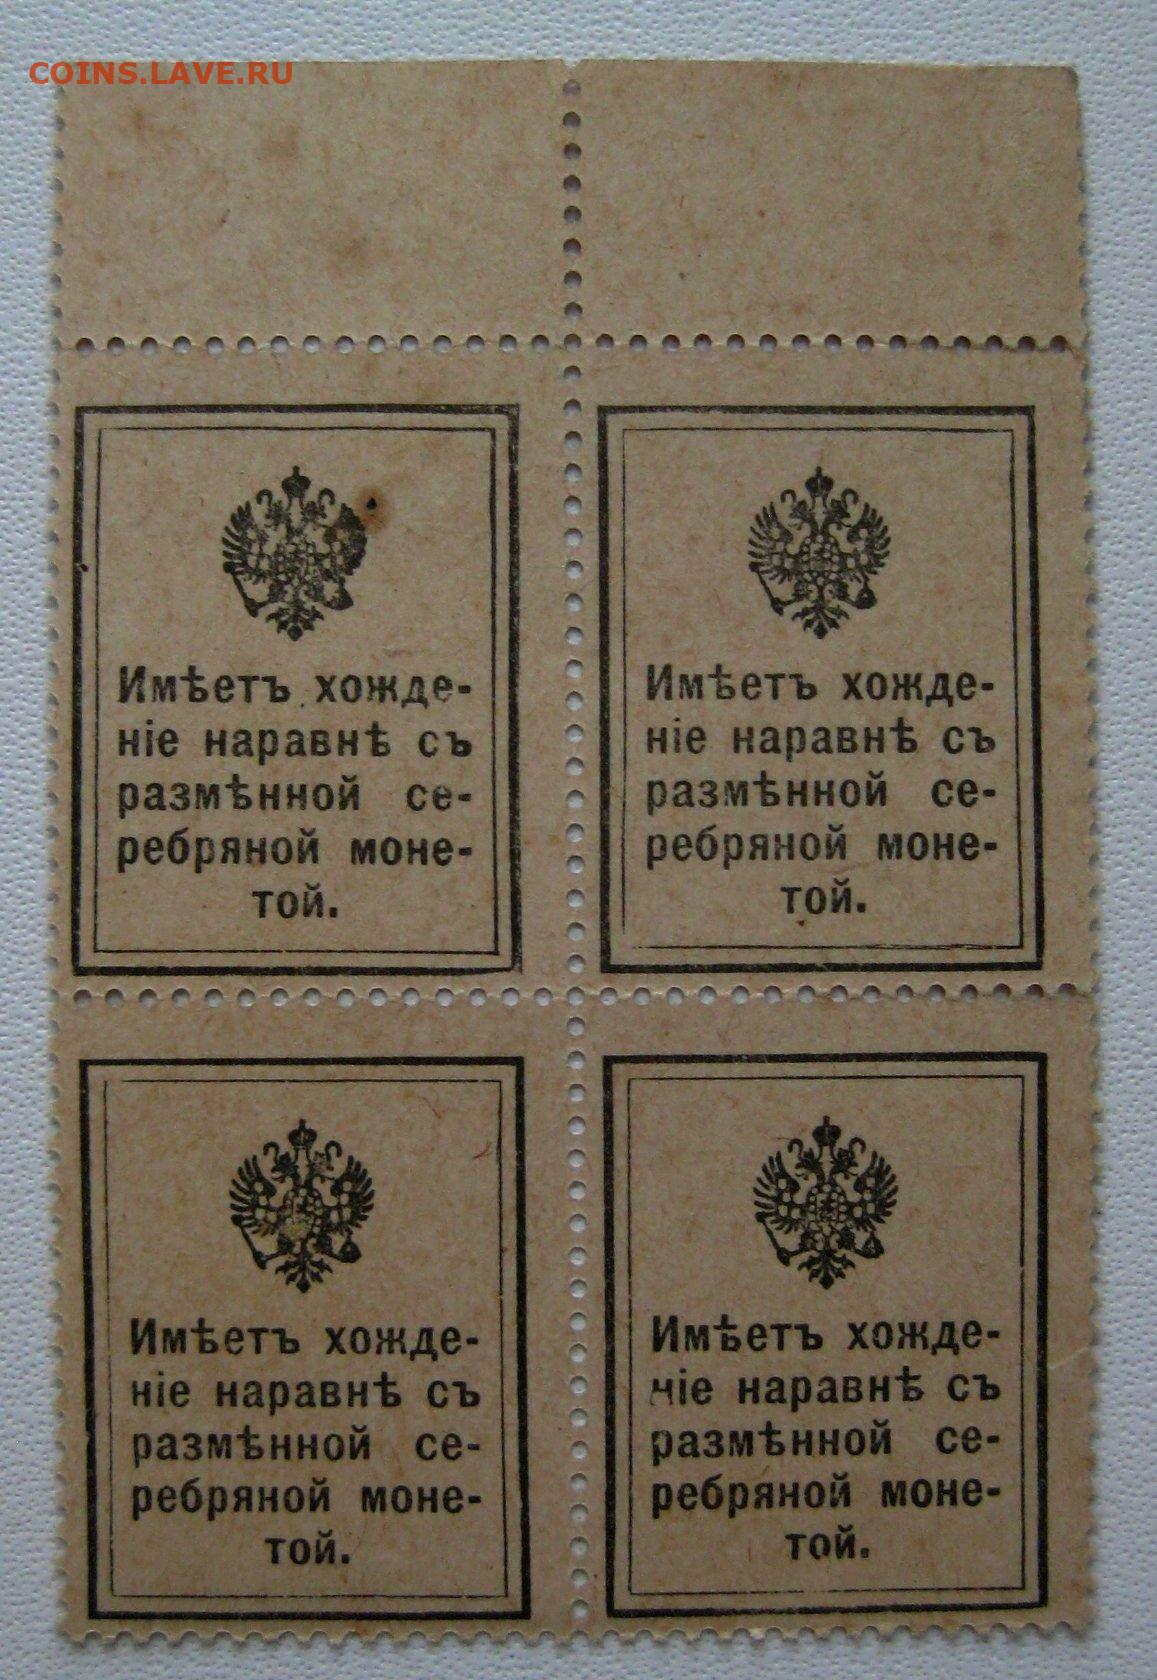 COINS.LAVE.RU
Имѣетъ хожде-
ніе наравнѣ съ
размѣнной се-
ребряной моне-
той.
Имѣетъ хожде-
ніе наравнѣ съ
размѣнной се-
ребряной моне-
той.
Имѣетъ хожде-
ніе наравнѣ съ
размѣнной се-
ребряной моне-
той.
Имѣетъ хожде-
ніе наравнѣ съ
размѣнной се-
ребряной моне-
той.